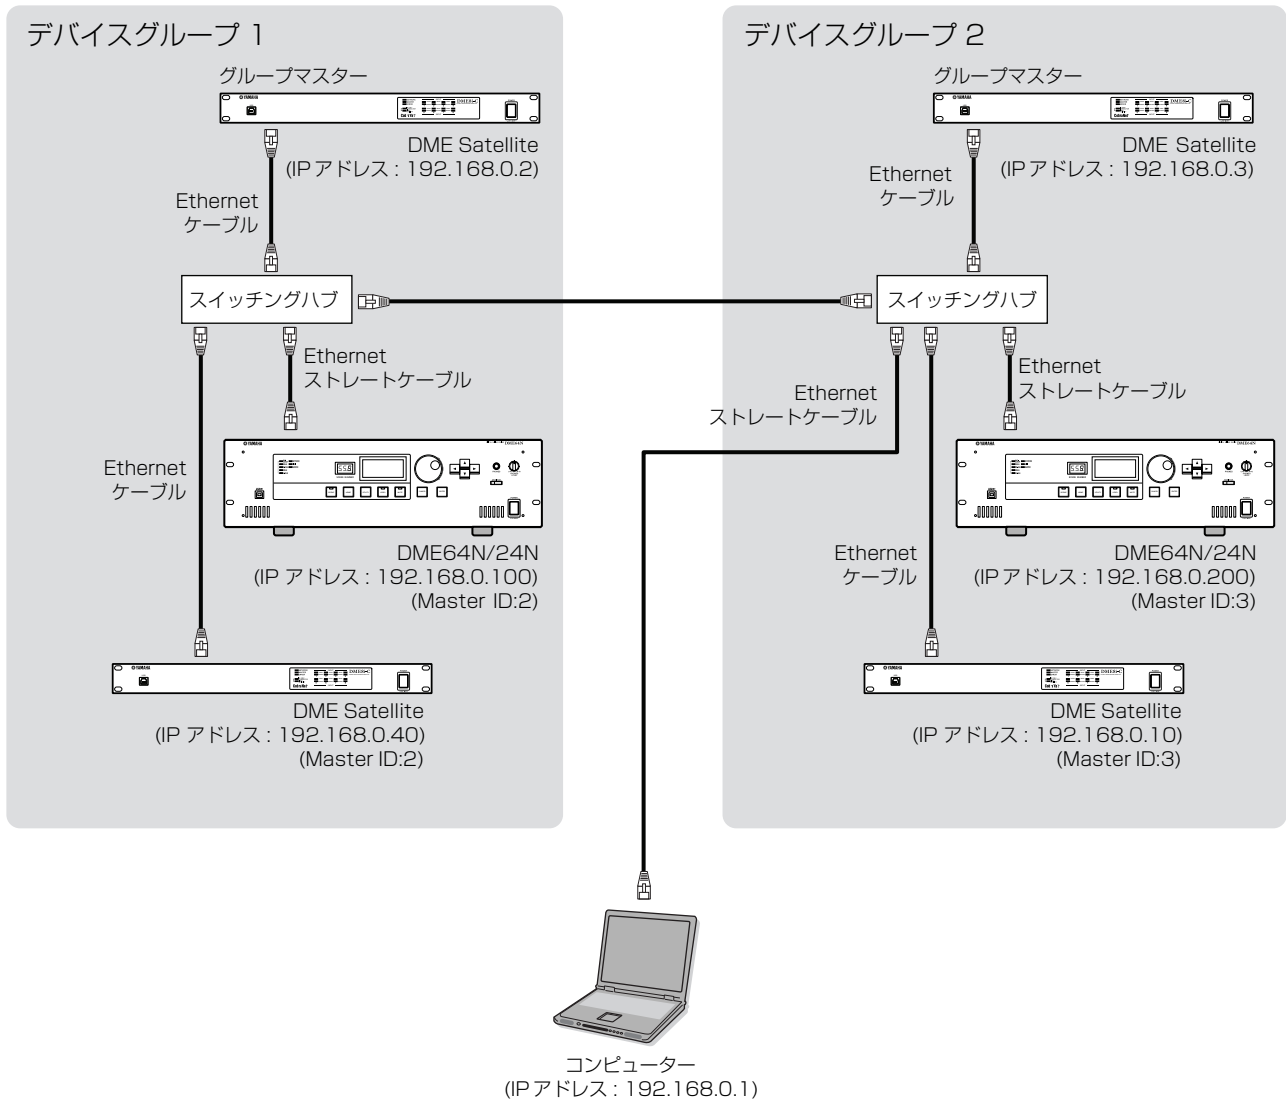 デバイスグループ 1
グループマスター
YAMAHA
DME Satellite
(IP アドレス : 192.168.0.2)
Ethernet
ケーブル
スイッチングハブ
Ethernet
ストレートケーブル
Ethernet
ケーブル
YAMAHA
DME64N
DME64N/24N
(IP アドレス : 192.168.0.100)
(Master ID:2)
YAMAHA
DME Satellite
(IP アドレス : 192.168.0.40)
(Master ID:2)
デバイスグループ 2
グループマスター
YAMAHA
DME Satellite
(IP アドレス : 192.168.0.3)
Ethernet
ケーブル
スイッチングハブ
Ethernet
ストレートケーブル
Ethernet
ストレートケーブル
YAMAHA
DME64N
Ethernet
ケーブル
DME64N/24N
(IP アドレス : 192.168.0.200)
(Master ID:3)
YAMAHA
DME Satellite
(IP アドレス : 192.168.0.10)
(Master ID:3)
コンピューター
(IP アドレス : 192.168.0.1)